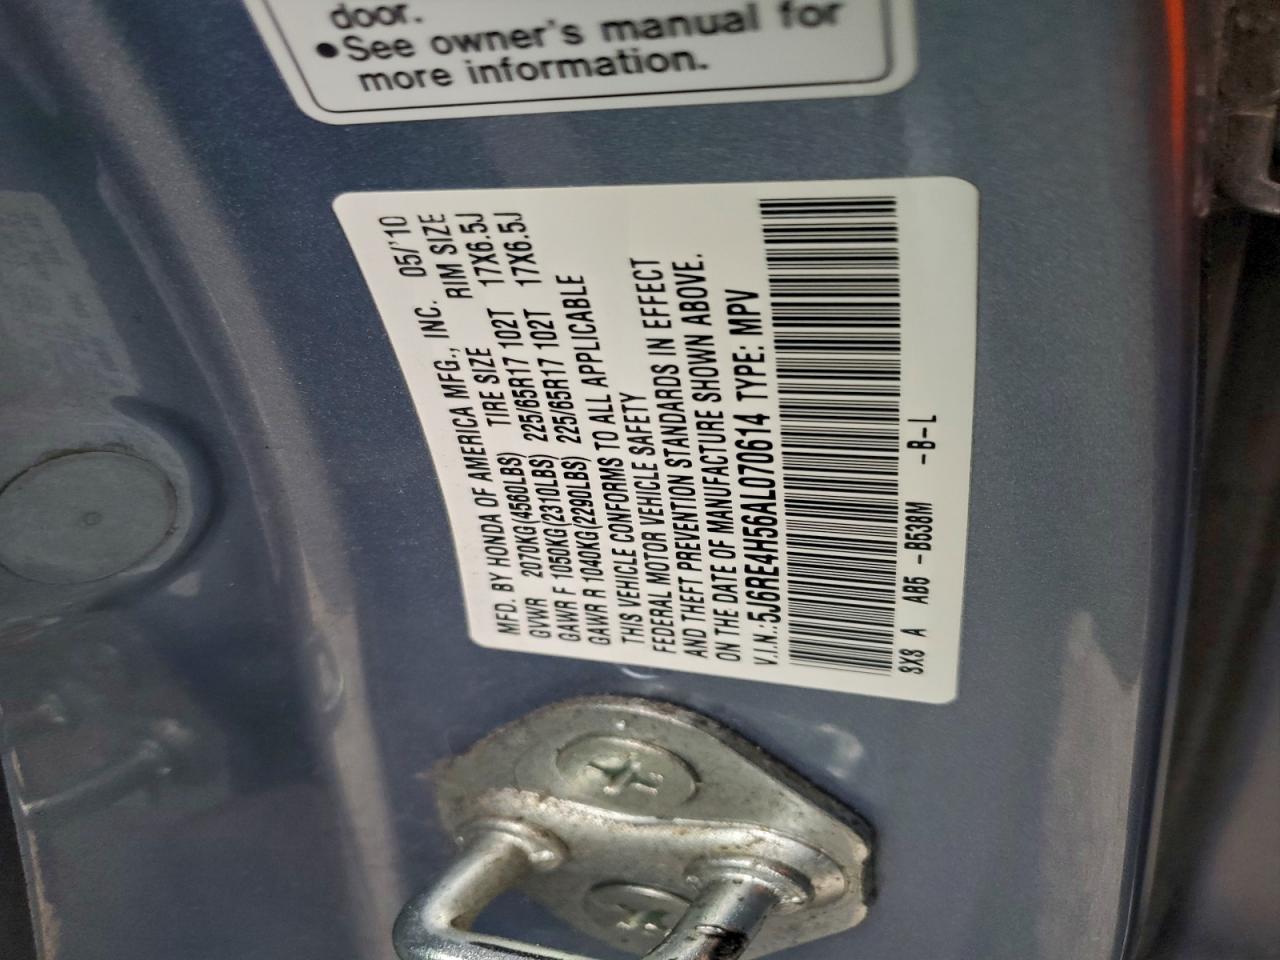 door.
●See owner's manual for
more information.
MFD. BY HONDA OF AMERICA MFG., INC. 05/'10
GVWR 2070KG(4560LBS) TIRE SIZE RIM SIZE
GAWR F 1050KG(2310LBS) 225/65R17 102T 17X6.5J
GAWR R 1040KG(2290LBS) 225/65R17 102T 17X6.5J
THIS VEHICLE CONFORMS TO ALL APPLICABLE
FEDERAL MOTOR VEHICLE SAFETY
AND THEFT PREVENTION STANDARDS IN EFFECT
ON THE DATE OF MANUFACTURE SHOWN ABOVE.
V.I.N.:5J6RE4H56AL070614 TYPE: MPV
SX8 A AB6 -B538M -B-L